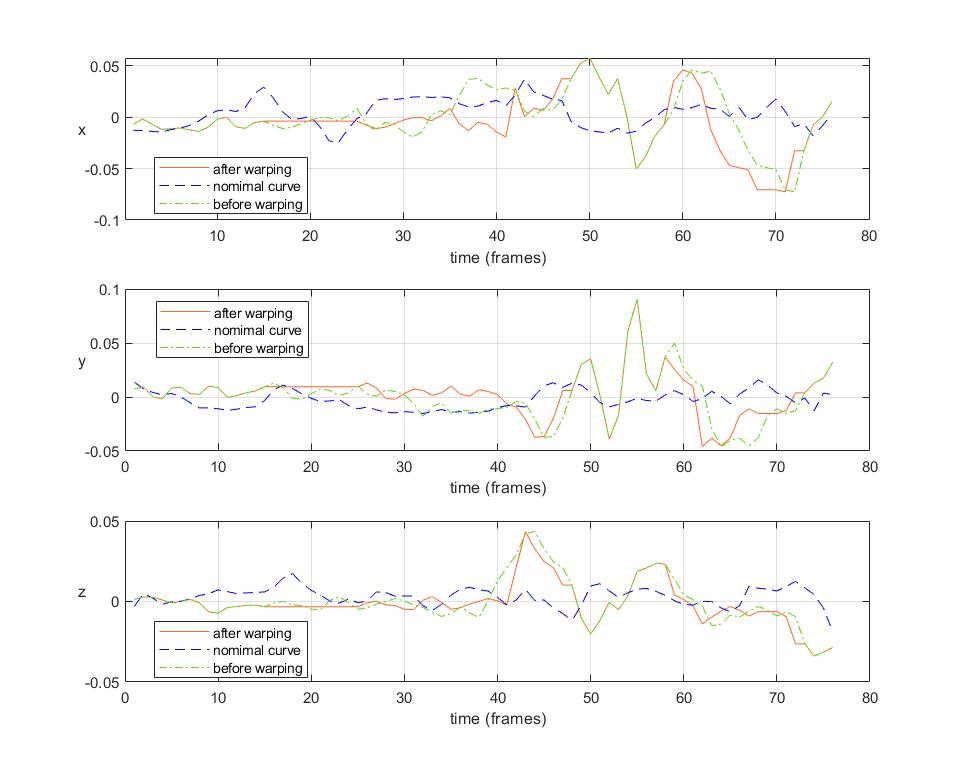 0.05
0
x
-0.05
-0.1
after warping
nomimal curve
before warping
10 20 30 40 50 60 70 80
time (frames)
0.1
0.05
y
0
-0.05
after warping
nomimal curve
before warping
0 10 20 30 40 50 60 70 80
time (frames)
0.05
z
0
-0.05
after warping
nomimal curve
before warping
0 10 20 30 40 50 60 70 80
time (frames)